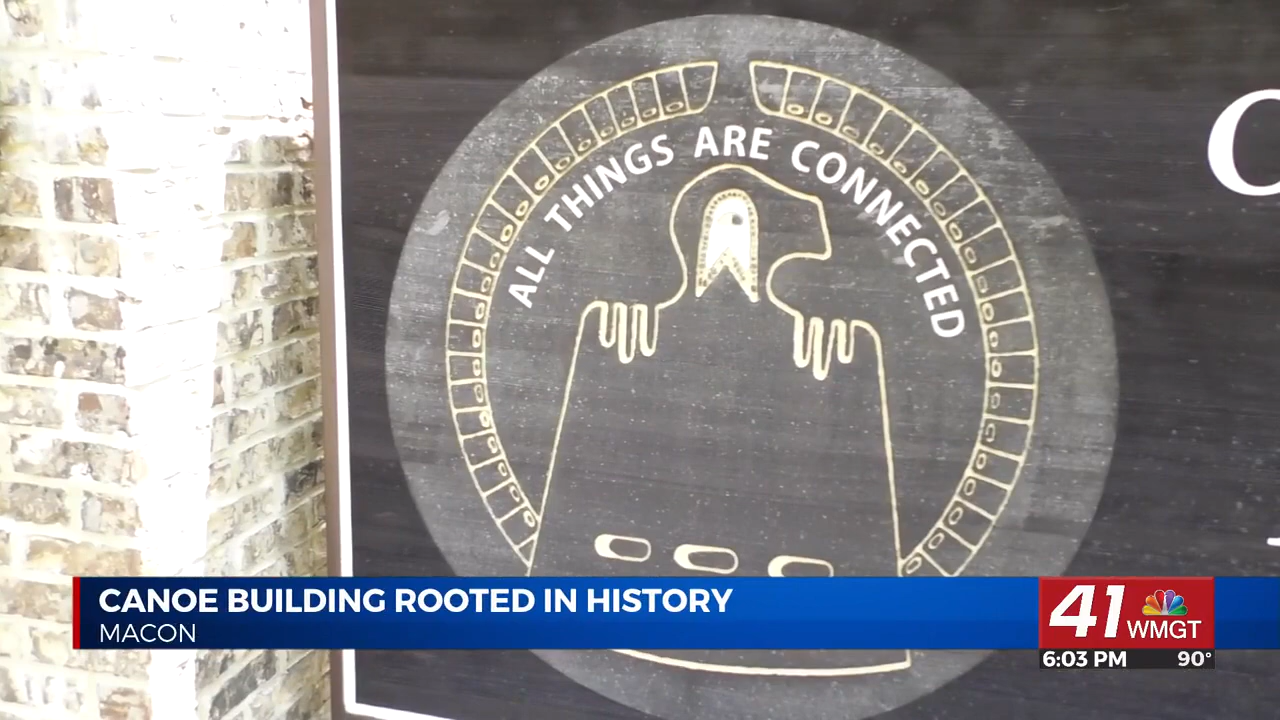 ALL THINGS ARE CONNECTED
CANOE BUILDING ROOTED IN HISTORY
MACON
41
WMGT
6:03 PM 90°